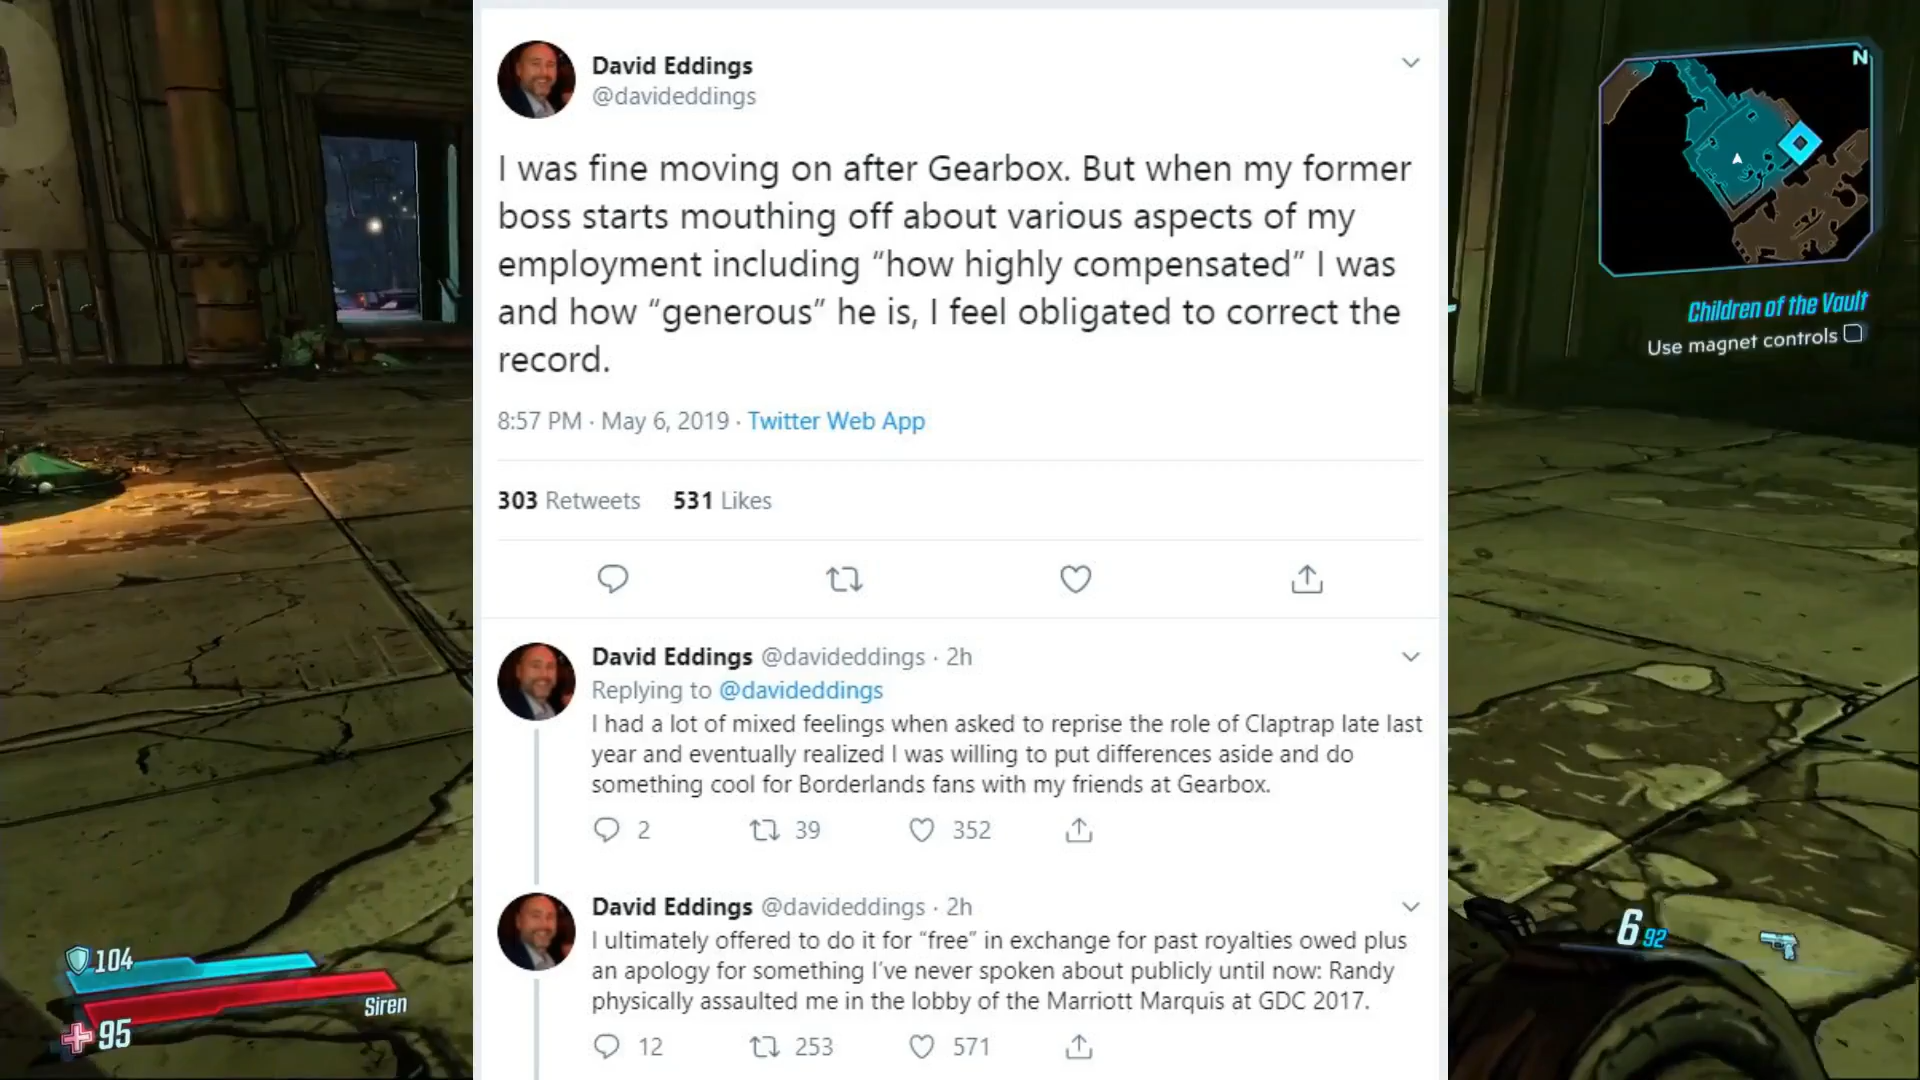 David Eddings
@davideddings
I was fine moving on after Gearbox. But when my former
boss starts mouthing off about various aspects of my
employment including “how highly compensated” I was
and how “generous” he is, I feel obligated to correct the
record.
8:57 PM · May 6, 2019 · Twitter Web App
303 Retweets 531 Likes
David Eddings @davideddings · 2h
Replying to @davideddings
I had a lot of mixed feelings when asked to reprise the role of Claptrap late last
year and eventually realized I was willing to put differences aside and do
something cool for Borderlands fans with my friends at Gearbox.
2 39 352
David Eddings @davideddings · 2h
I ultimately offered to do it for “free” in exchange for past royalties owed plus
an apology for something I’ve never spoken about publicly until now: Randy
physically assaulted me in the lobby of the Marriott Marquis at GDC 2017.
12 253 571
N
Children of the Vault
Use magnet controls
104
Siren
95
6 92